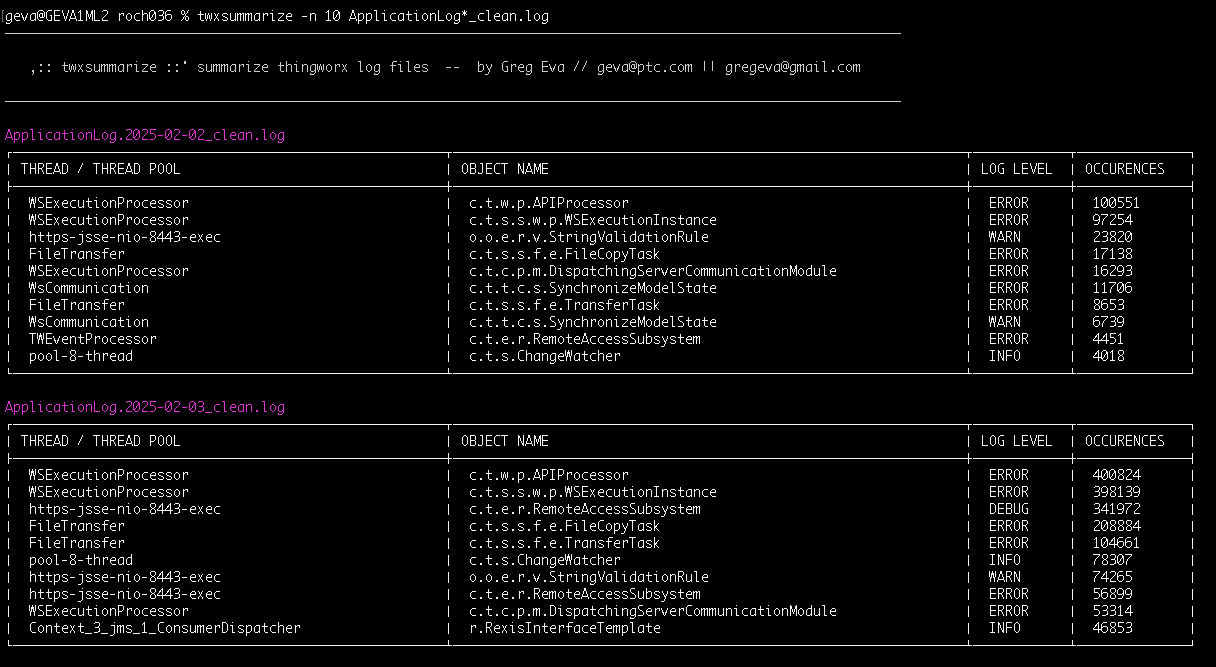 [geva@GEVA1ML2 roch036 % twxsummarize -n 10 ApplicationLog*_clean.log
,:: twxsummarize ::' summarize thingworx log files -- by Greg Eva // geva@ptc.com || gregeva@gmail.com
ApplicationLog.2025-02-02_clean.log
| THREAD / THREAD POOL | OBJECT NAME | LOG LEVEL | OCCURENCES |
| WSExecutionProcessor | c.t.w.p.APIProcessor | ERROR | 100551 |
| WSExecutionProcessor | c.t.s.s.w.p.WSExecutionInstance | ERROR | 97254 |
| https-jsse-nio-8443-exec | o.o.e.r.v.StringValidationRule | WARN | 23820 |
| FileTransfer | c.t.s.s.f.e.FileCopyTask | ERROR | 17138 |
| WSExecutionProcessor | c.t.c.p.m.DispatchingServerCommunicationModule | ERROR | 16293 |
| WsCommunication | c.t.t.c.s.SynchronizeModelState | ERROR | 11706 |
| FileTransfer | c.t.s.s.f.e.TransferTask | ERROR | 8653 |
| WsCommunication | c.t.t.c.s.SynchronizeModelState | WARN | 6739 |
| TWEventProcessor | c.t.e.r.RemoteAccessSubsystem | ERROR | 4451 |
| pool-8-thread | c.t.s.ChangeWatcher | INFO | 4018 |
ApplicationLog.2025-02-03_clean.log
| THREAD / THREAD POOL | OBJECT NAME | LOG LEVEL | OCCURENCES |
| WSExecutionProcessor | c.t.w.p.APIProcessor | ERROR | 400824 |
| WSExecutionProcessor | c.t.s.s.w.p.WSExecutionInstance | ERROR | 398139 |
| https-jsse-nio-8443-exec | c.t.e.r.RemoteAccessSubsystem | DEBUG | 341972 |
| FileTransfer | c.t.s.s.f.e.FileCopyTask | ERROR | 208884 |
| FileTransfer | c.t.s.s.f.e.TransferTask | ERROR | 104661 |
| pool-8-thread | c.t.s.ChangeWatcher | INFO | 78307 |
| https-jsse-nio-8443-exec | o.o.e.r.v.StringValidationRule | WARN | 74265 |
| https-jsse-nio-8443-exec | c.t.e.r.RemoteAccessSubsystem | ERROR | 56899 |
| WSExecutionProcessor | c.t.c.p.m.DispatchingServerCommunicationModule | ERROR | 53314 |
| Context_3_jms_1_ConsumerDispatcher | r.RexisInterfaceTemplate | INFO | 46853 |